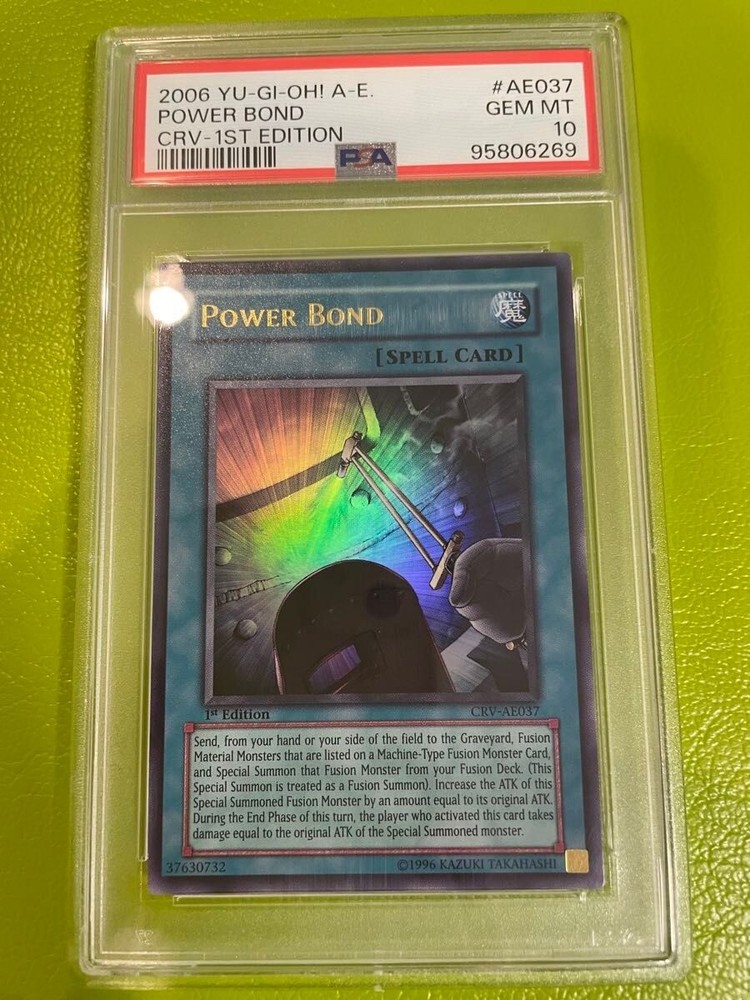 2006 YU-GI-OH! A-E. #AE037
POWER BOND GEM MT
CRV-1ST EDITION 10
PSA 95806269
POWER BOND
SPELL
魔
[SPELL CARD]
1st Edition CRV-AE037
Send, from your hand or your side of the field to the Graveyard, Fusion
Material Monsters that are listed on a Machine-Type Fusion Monster Card,
and Special Summon that Fusion Monster from your Fusion Deck. (This
Special Summon is treated as a Fusion Summon). Increase the ATK of this
Special Summoned Fusion Monster by an amount equal to its original ATK.
During the End Phase of this turn, the player who activated this card takes
damage equal to the original ATK of the Special Summoned monster.
37630732 ©1996 KAZUKI TAKAHASHI